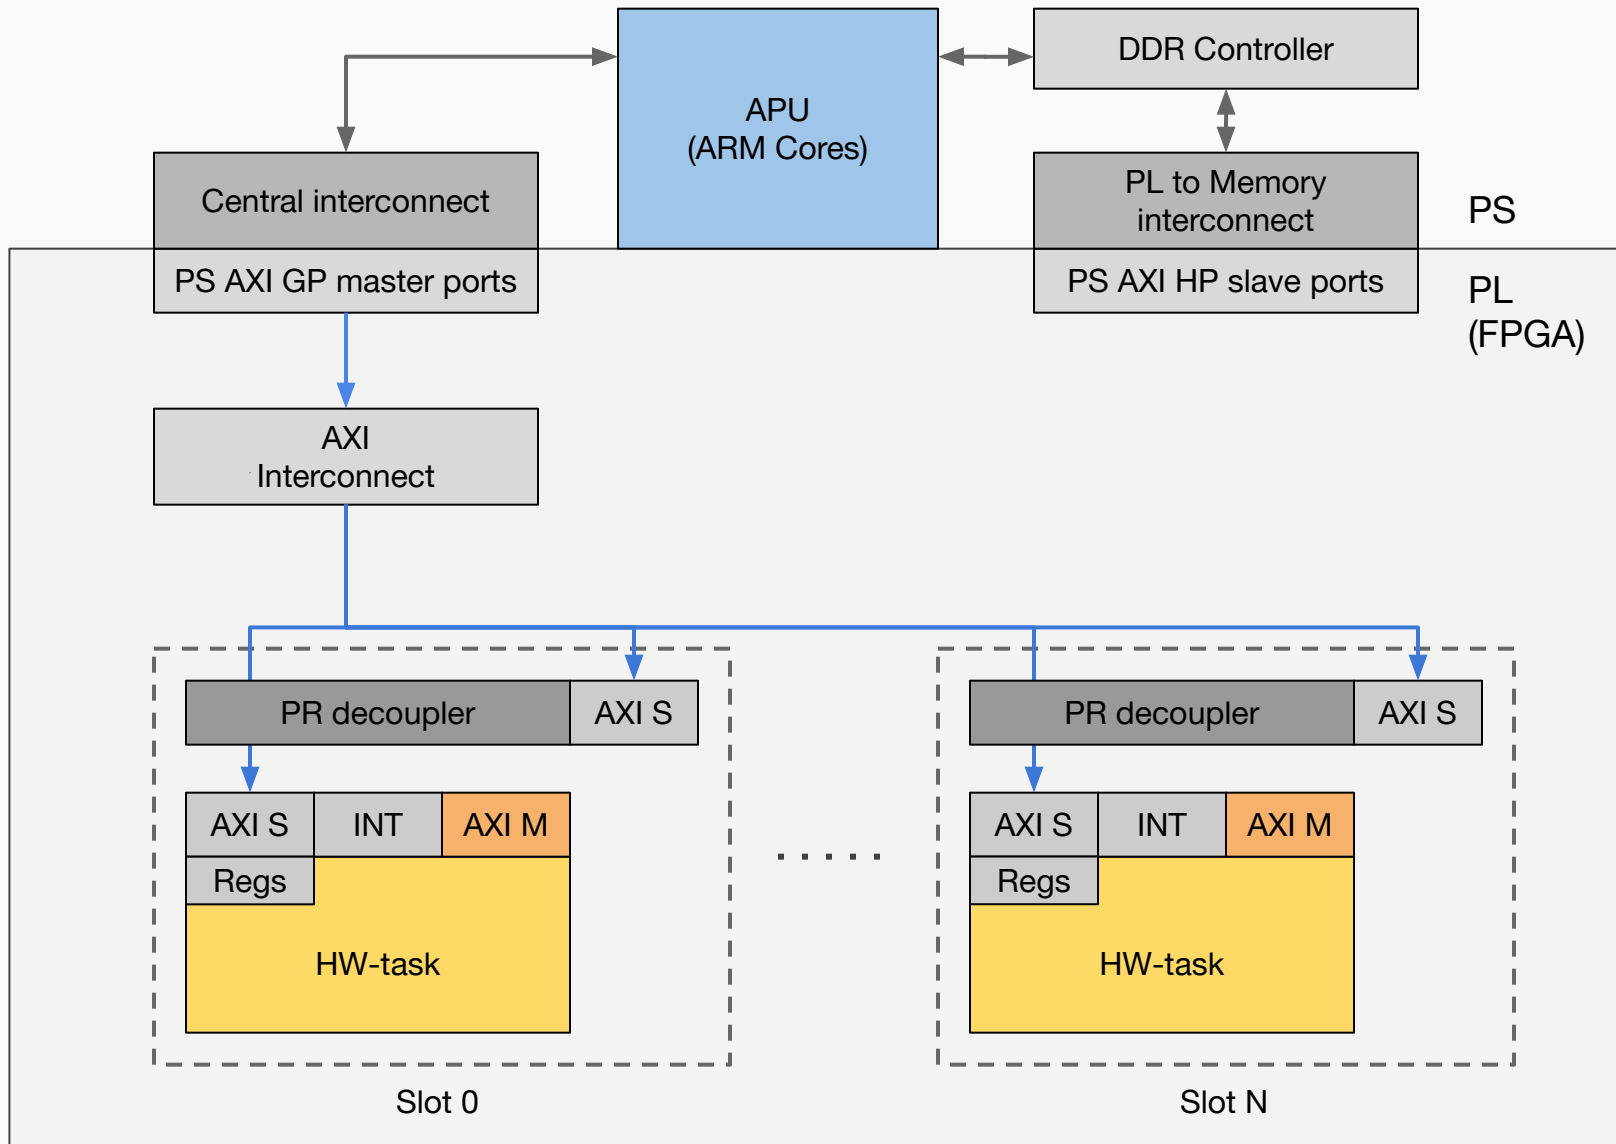 DDR Controller
APU
(ARM Cores)
Central interconnect
PL to Memory
interconnect
PS
PS AXI GP master ports
PS AXI HP slave ports
PL
(FPGA)
AXI
Interconnect
PR decoupler
AXI S
PR decoupler
AXI S
AXI S
INT
AXI M
Regs
HW-task
. . . . .
AXI S
INT
AXI M
Regs
HW-task
Slot 0
Slot N